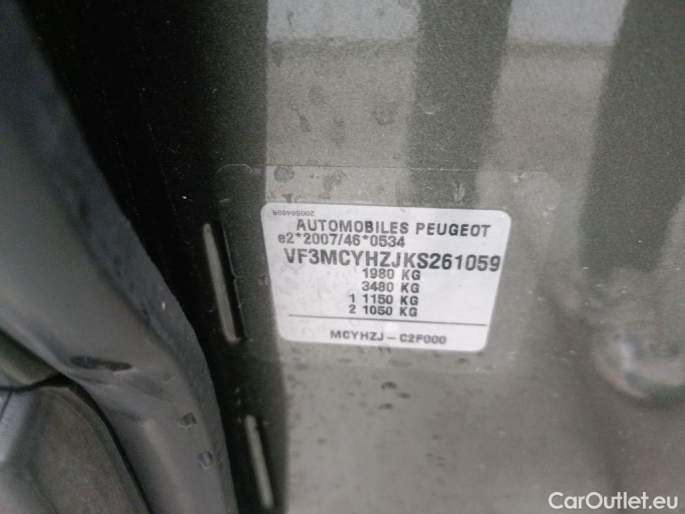 AUTOMOBILES PEUGEOT
e2*2007/46*0534
VF3MCYHZJKS261059
1980 KG
3480 KG
1 1150 KG
2 1050 KG
MCYHZJ - C2F000
CarOutlet.eu